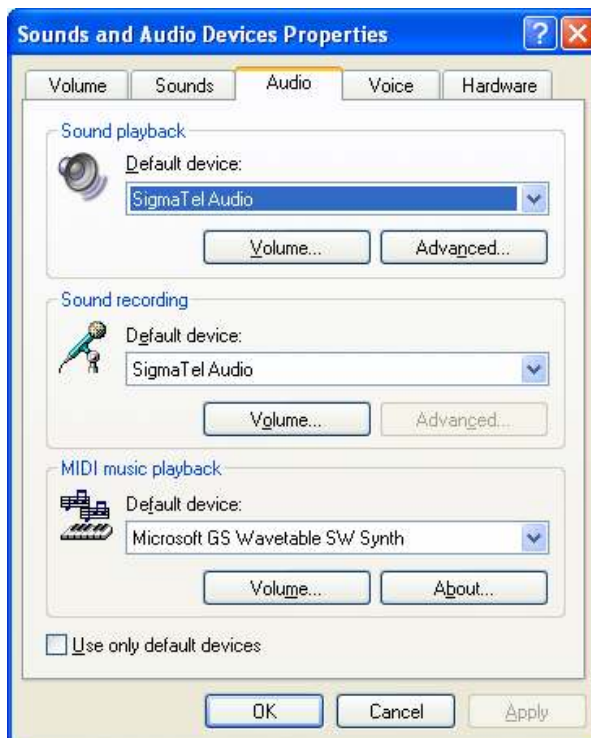 Sounds and Audio Devices Properties
Volume Sounds Audio Voice Hardware
Sound playback
Default device:
SigmaTel Audio
Volume... Advanced...
Sound recording
Default device:
SigmaTel Audio
Volume... Advanced...
MIDI music playback
Default device:
Microsoft GS Wavetable SW Synth
Volume... About...
Use only default devices
OK Cancel Apply